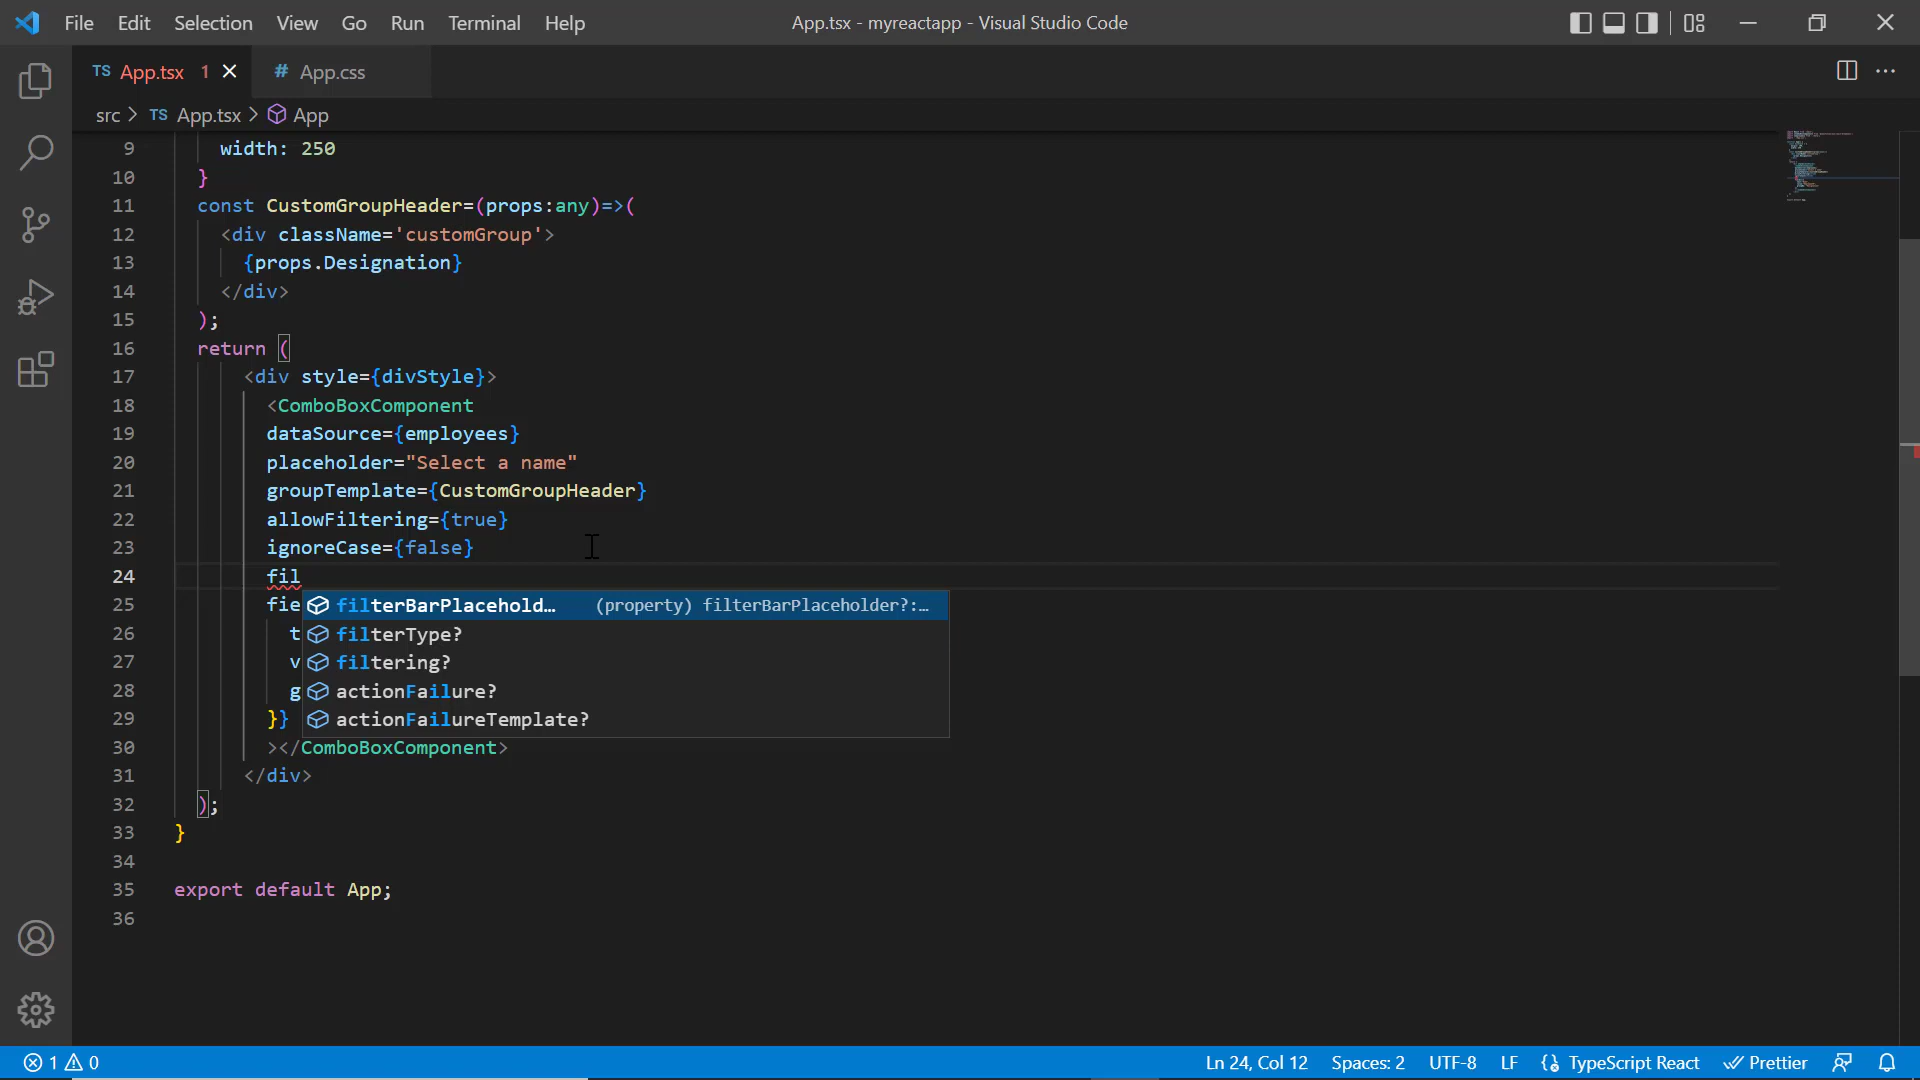 File Edit Selection View Go Run Terminal Help App.tsx - myreactapp - Visual Studio Code
TS App.tsx 1 # App.css
src > TS App.tsx > App
9 width: 250
10 }
11 const CustomGroupHeader=(props:any)=>(
12 <div className='customGroup'>
13 {props.Designation}
14 </div>
15 );
16 return (
17 <div style={divStyle}>
18 <ComboBoxComponent
19 dataSource={employees}
20 placeholder="Select a name"
21 groupTemplate={CustomGroupHeader}
22 allowFiltering={true}
23 ignoreCase={false}
24 fil
25 fie filterBarPlacehold… (property) filterBarPlaceholder?:…
26 t filterType?
27 v filtering?
28 g actionFailure?
29 }} actionFailureTemplate?
30 ></ComboBoxComponent>
31 </div>
32 );
33 }
34
35 export default App;
36
1 0 Ln 24, Col 12 Spaces: 2 UTF-8 LF TypeScript React Prettier